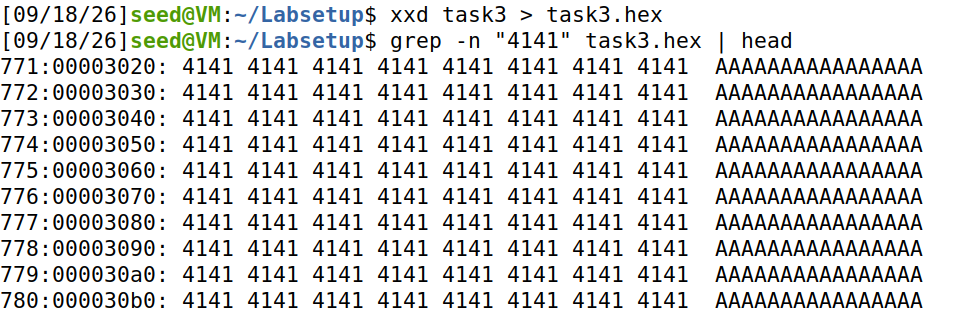 [09/18/26]seed@VM:~/Labsetup$ xxd task3 > task3.hex
[09/18/26]seed@VM:~/Labsetup$ grep -n "4141" task3.hex | head
771:00003020: 4141 4141 4141 4141 4141 4141 4141 4141  AAAAAAAAAAAAAAAA
772:00003030: 4141 4141 4141 4141 4141 4141 4141 4141  AAAAAAAAAAAAAAAA
773:00003040: 4141 4141 4141 4141 4141 4141 4141 4141  AAAAAAAAAAAAAAAA
774:00003050: 4141 4141 4141 4141 4141 4141 4141 4141  AAAAAAAAAAAAAAAA
775:00003060: 4141 4141 4141 4141 4141 4141 4141 4141  AAAAAAAAAAAAAAAA
776:00003070: 4141 4141 4141 4141 4141 4141 4141 4141  AAAAAAAAAAAAAAAA
777:00003080: 4141 4141 4141 4141 4141 4141 4141 4141  AAAAAAAAAAAAAAAA
778:00003090: 4141 4141 4141 4141 4141 4141 4141 4141  AAAAAAAAAAAAAAAA
779:000030a0: 4141 4141 4141 4141 4141 4141 4141 4141  AAAAAAAAAAAAAAAA
780:000030b0: 4141 4141 4141 4141 4141 4141 4141 4141  AAAAAAAAAAAAAAAA